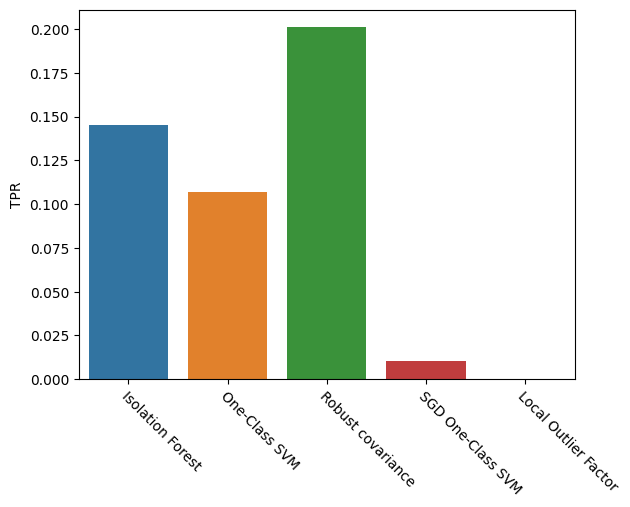 0.200
0.175
0.150
0.125
0.100
0.075
0.050
0.025
0.000
TPR
Isolation Forest
One-Class SVM
Robust covariance
SGD One-Class SVM
Local Outlier Factor